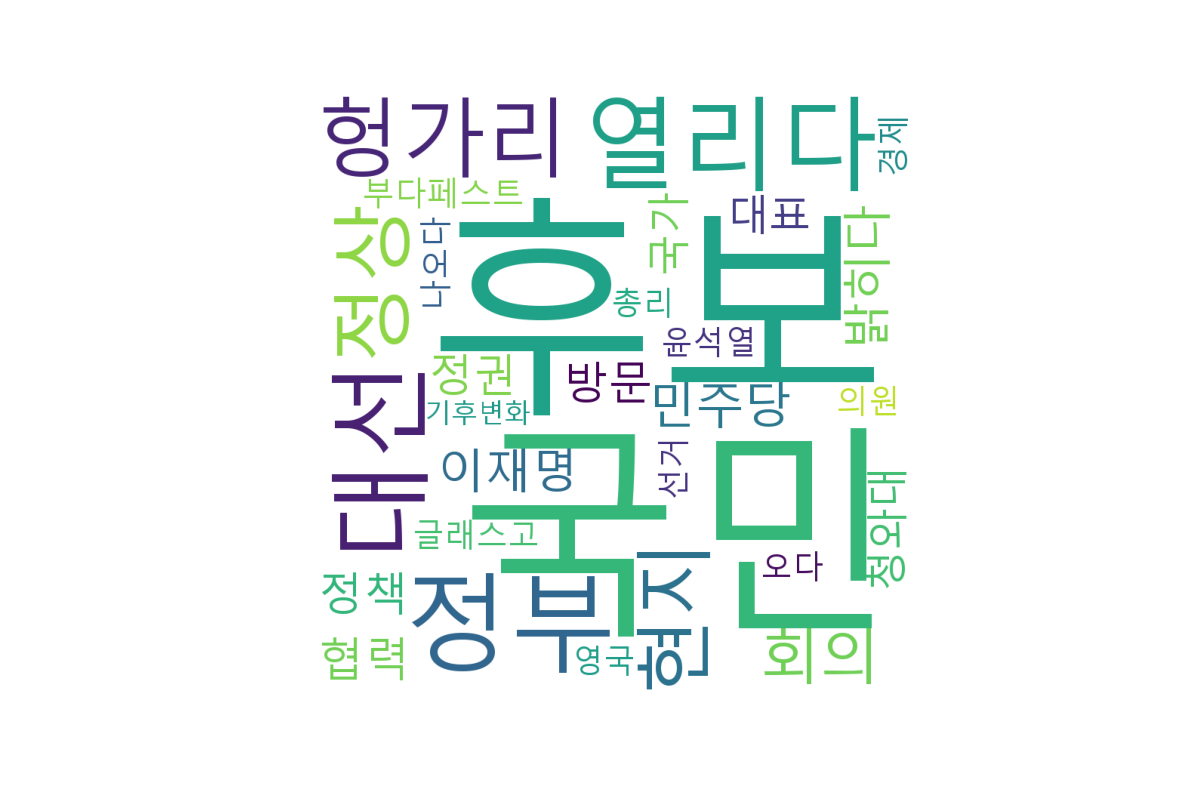 헝가리
열리다
경제
부다페스트
대표
국가
정상
나오다
후보
밝히다
총리
윤석열
정권
방문
민주당
의원
기후변화
대선
이재명
선거
국민
청와대
글래스고
오다
정책
정부
현지
협력
영국
회의